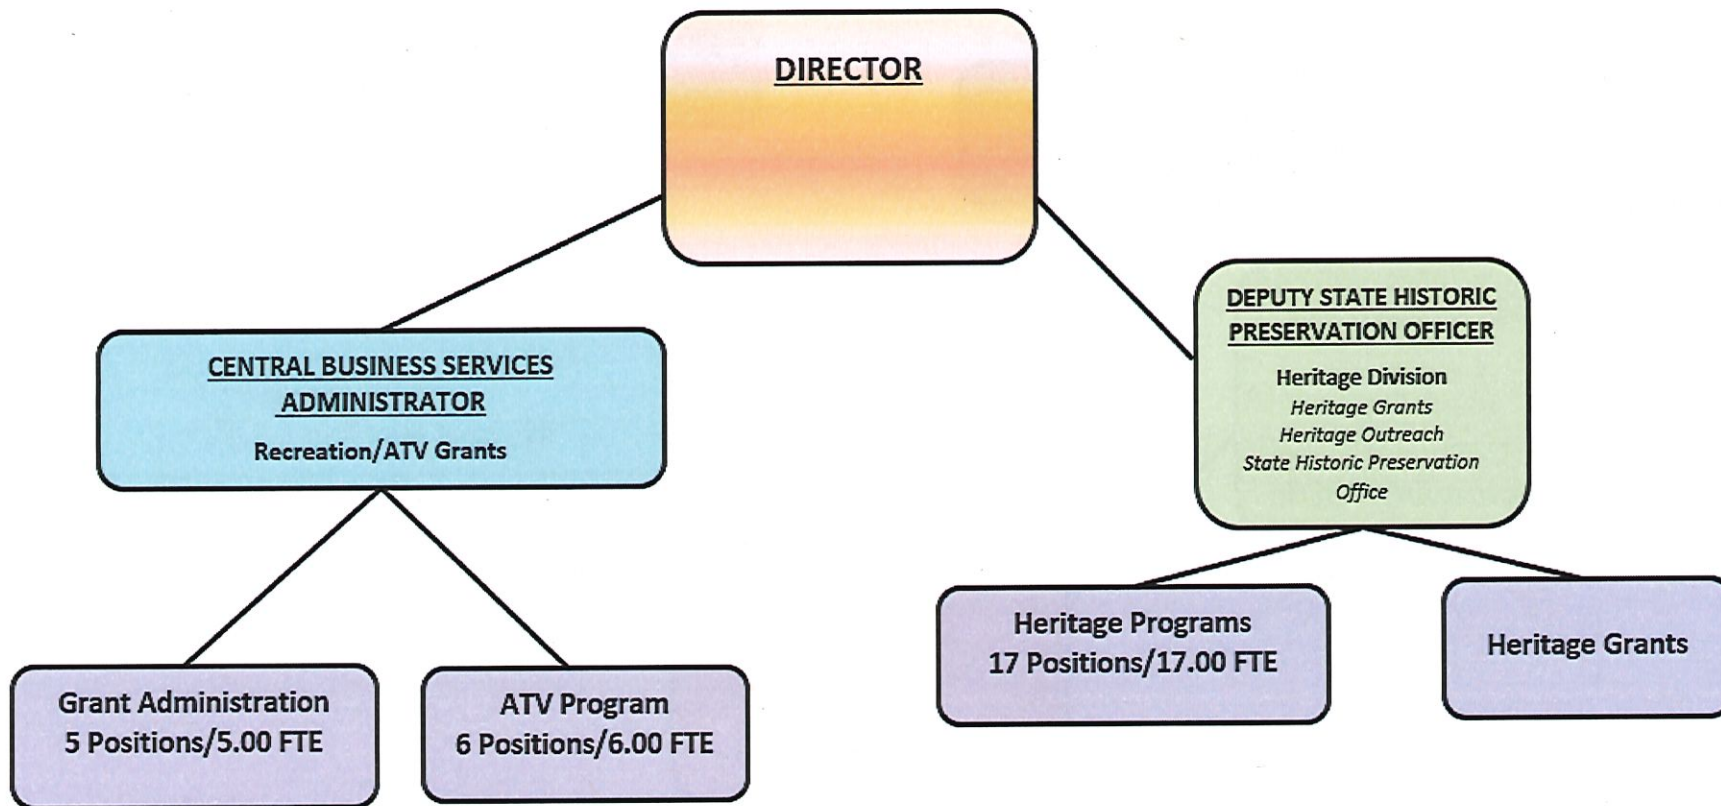 DIRECTOR
CENTRAL BUSINESS SERVICES
ADMINISTRATOR
Recreation/ATV Grants
DEPUTY STATE HISTORIC
PRESERVATION OFFICER
Heritage Division
Heritage Grants
Heritage Outreach
State Historic Preservation
Office
Grant Administration
5 Positions/5.00 FTE
ATV Program
6 Positions/6.00 FTE
Heritage Programs
17 Positions/17.00 FTE
Heritage Grants